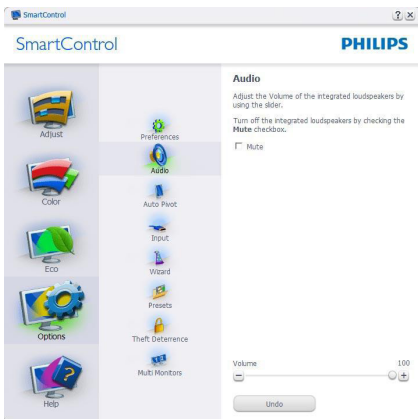 SmartControl
SmartControl
PHILIPS
Adjust
Color
Eco
Options
Help
Preferences
Audio
Auto Pivot
Input
Wizard
Presets
Theft Deterrence
Multi Monitors
Audio
Adjust the Volume of the integrated loudspeakers by
using the slider.
Turn off the integrated loudspeakers by checking the
Mute checkbox.
Mute
Volume 100
Undo